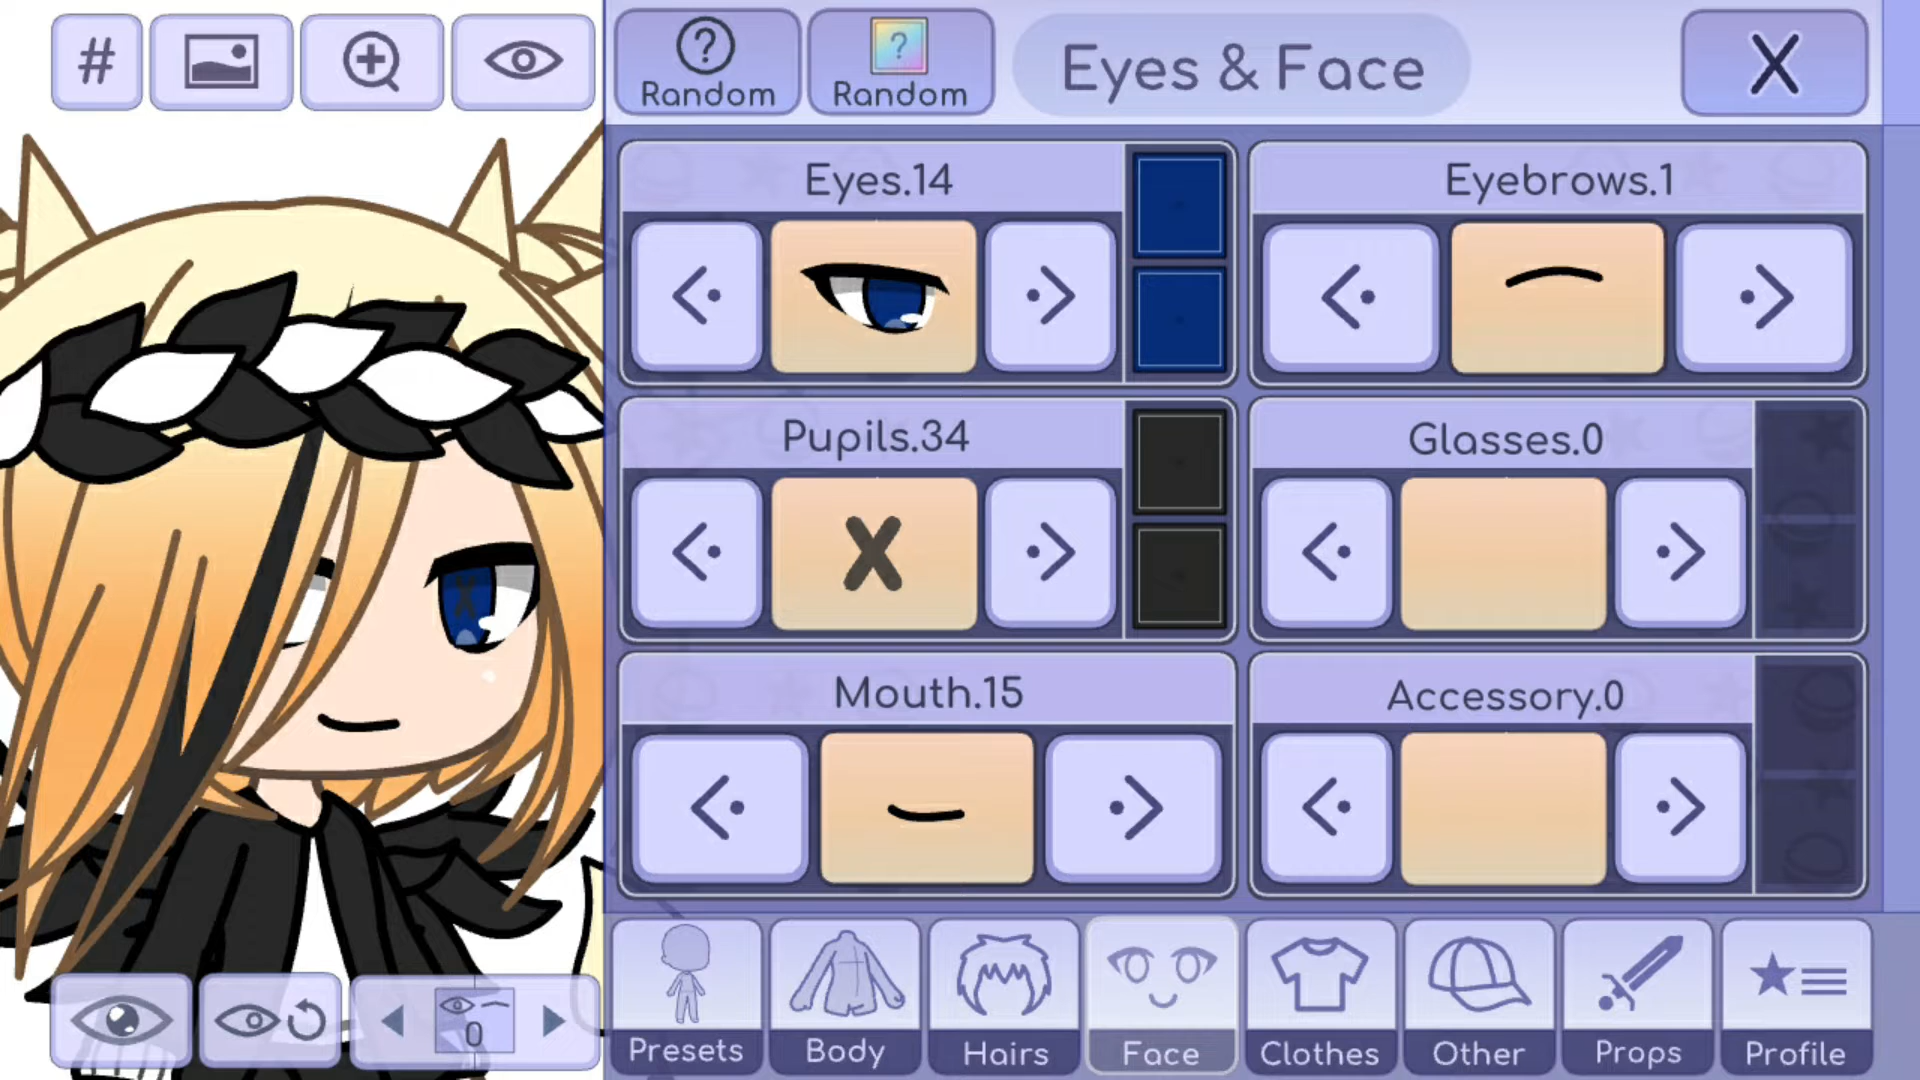 #
? Random
? Random
Eyes & Face
X
Eyes.14
Eyebrows.1
Pupils.34
Glasses.0
Mouth.15
Accessory.0
0
Presets
Body
Hairs
Face
Clothes
Other
Props
Profile